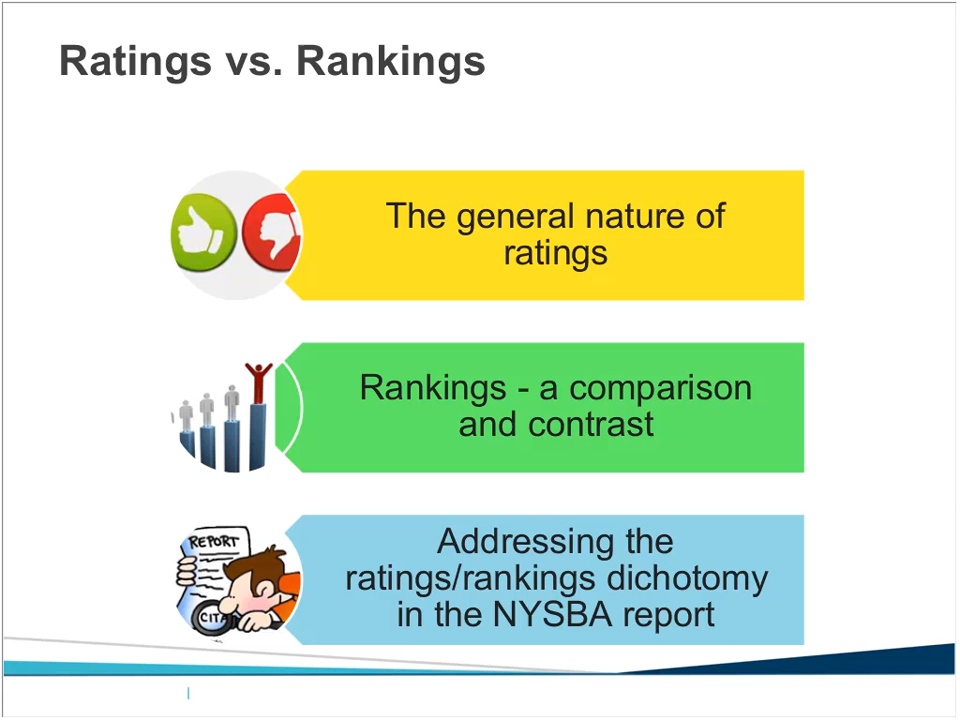 Ratings vs. Rankings
The general nature of
ratings
Rankings - a comparison
and contrast
REPORT
Addressing the
ratings/rankings dichotomy
in the NYSBA report